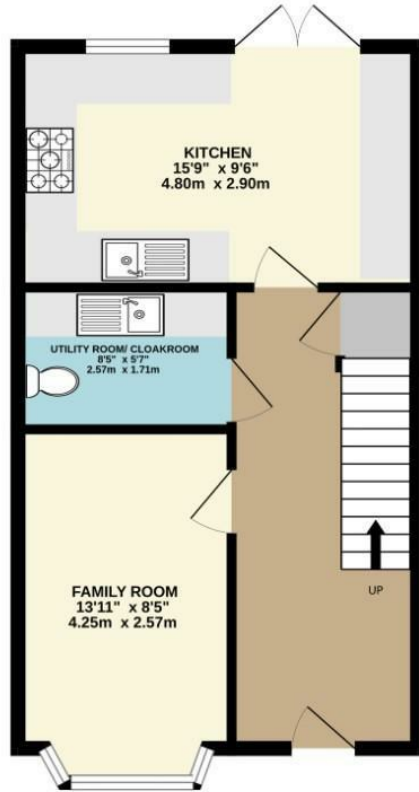 KITCHEN
15'9" x 9'6"
4.80m x 2.90m
UTILITY ROOM/ CLOAKROOM
8'5" x 5'7"
2.57m x 1.71m
FAMILY ROOM
13'11" x 8'5"
4.25m x 2.57m
UP